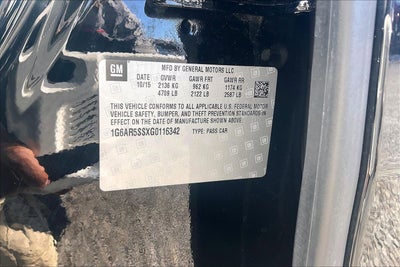 GM
MFD BY GENERAL MOTORS LLC
DATE GVWR GAWR FRT GAWR RR
10/15 2136 KG 962 KG 1174 KG
4709 LB 2122 LB 2587 LB
THIS VEHICLE CONFORMS TO ALL APPLICABLE U.S. FEDERAL MOTOR
VEHICLE SAFETY, BUMPER, AND THEFT PREVENTION STANDARDS IN
EFFECT ON THE DATE OF MANUFACTURE SHOWN ABOVE.
1G6AR5SSXG0116342 TYPE: PASS CAR